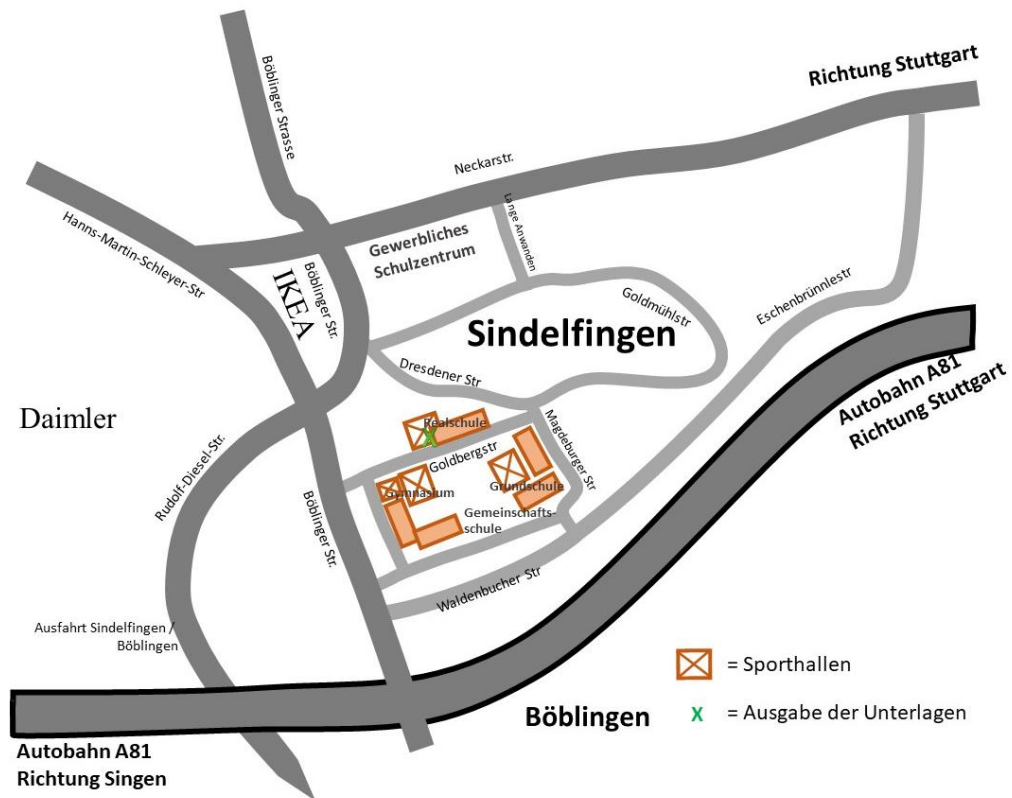 Böblinger Strasse
Richtung Stuttgart
Neckarstr.
Hanns-Martin-Schleyer-Str
Lange Anwanden
Gewerbliches
Schulzentrum
Böblinger Str.
IKEA
Goldmühlstr
Eschenbrünnlestr
Sindelfingen
Dresdener Str
Autobahn A81
Richtung Stuttgart
Daimler
Realschule
X
Magdeburger Str
Goldbergstr
Rudolf-Diesel-Str.
Gymnasium
Grundschule
Böblinger Str.
Gemeinschafts-
schule
Waldenbucher Str
Ausfahrt Sindelfingen /
Böblingen
= Sporthallen
Böblingen
X = Ausgabe der Unterlagen
Autobahn A81
Richtung Singen